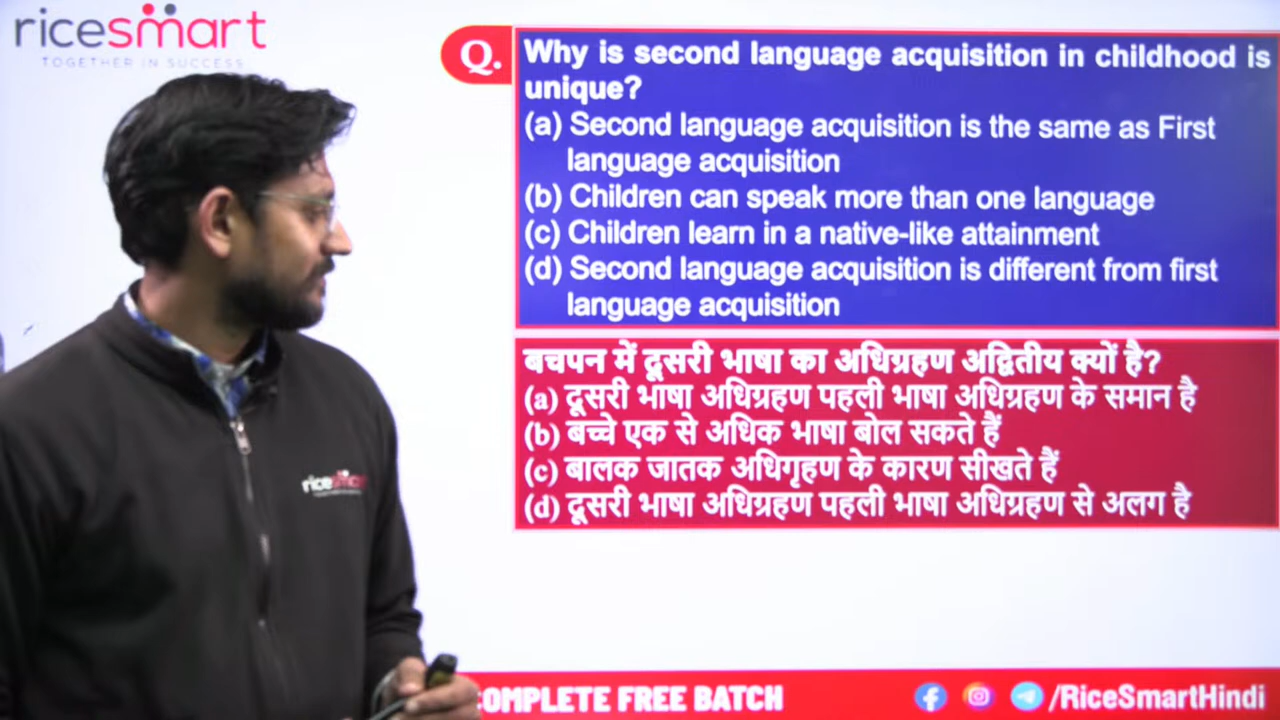 ricesmart
TOGETHER IN SUCCESS
Q.
Why is second language acquisition in childhood is
unique?
(a) Second language acquisition is the same as First
language acquisition
(b) Children can speak more than one language
(c) Children learn in a native-like attainment
(d) Second language acquisition is different from first
language acquisition
बचपन में दूसरी भाषा का अधिग्रहण अद्वितीय क्यों है?
(a) दूसरी भाषा अधिग्रहण पहली भाषा अधिग्रहण के समान है
(b) बच्चे एक से अधिक भाषा बोल सकते हैं
(c) बालक जातक अधिगृहण के कारण सीखते हैं
(d) दूसरी भाषा अधिग्रहण पहली भाषा अधिग्रहण से अलग है
ricesmart
COMPLETE FREE BATCH
/RiceSmartHindi